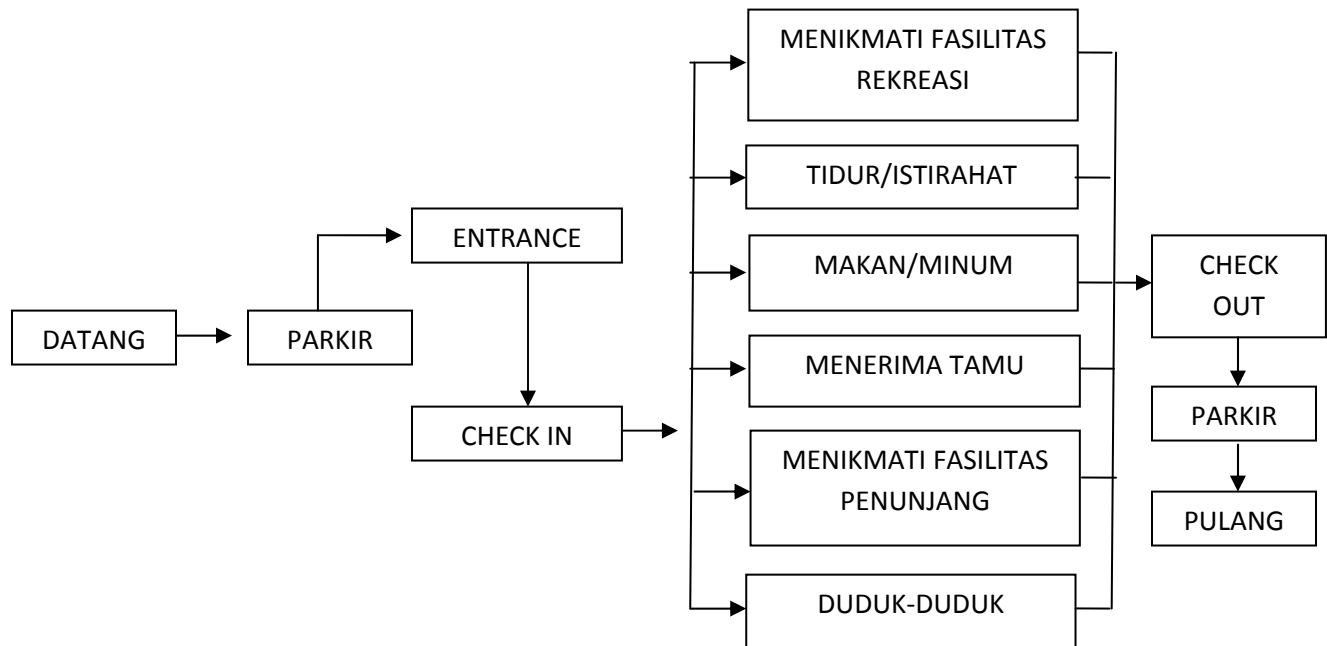 DATANG
PARKIR
ENTRANCE
CHECK IN
MENIKMATI FASILITAS
REKREASI
TIDUR/ISTIRAHAT
MAKAN/MINUM
MENERIMA TAMU
MENIKMATI FASILITAS
PENUNJANG
DUDUK-DUDUK
CHECK
OUT
PARKIR
PULANG